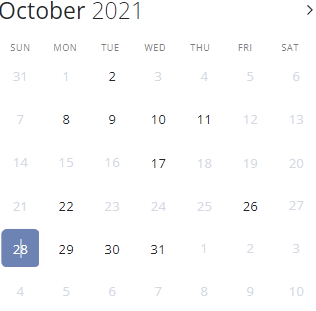 October 2021
SUN MON TUE WED THU FRI SAT
31 1 2 3 4 5 6
7 8 9 10 11 12 13
14 15 16 17 18 19 20
21 22 23 24 25 26 27
28 29 30 31 1 2 3
4 5 6 7 8 9 10